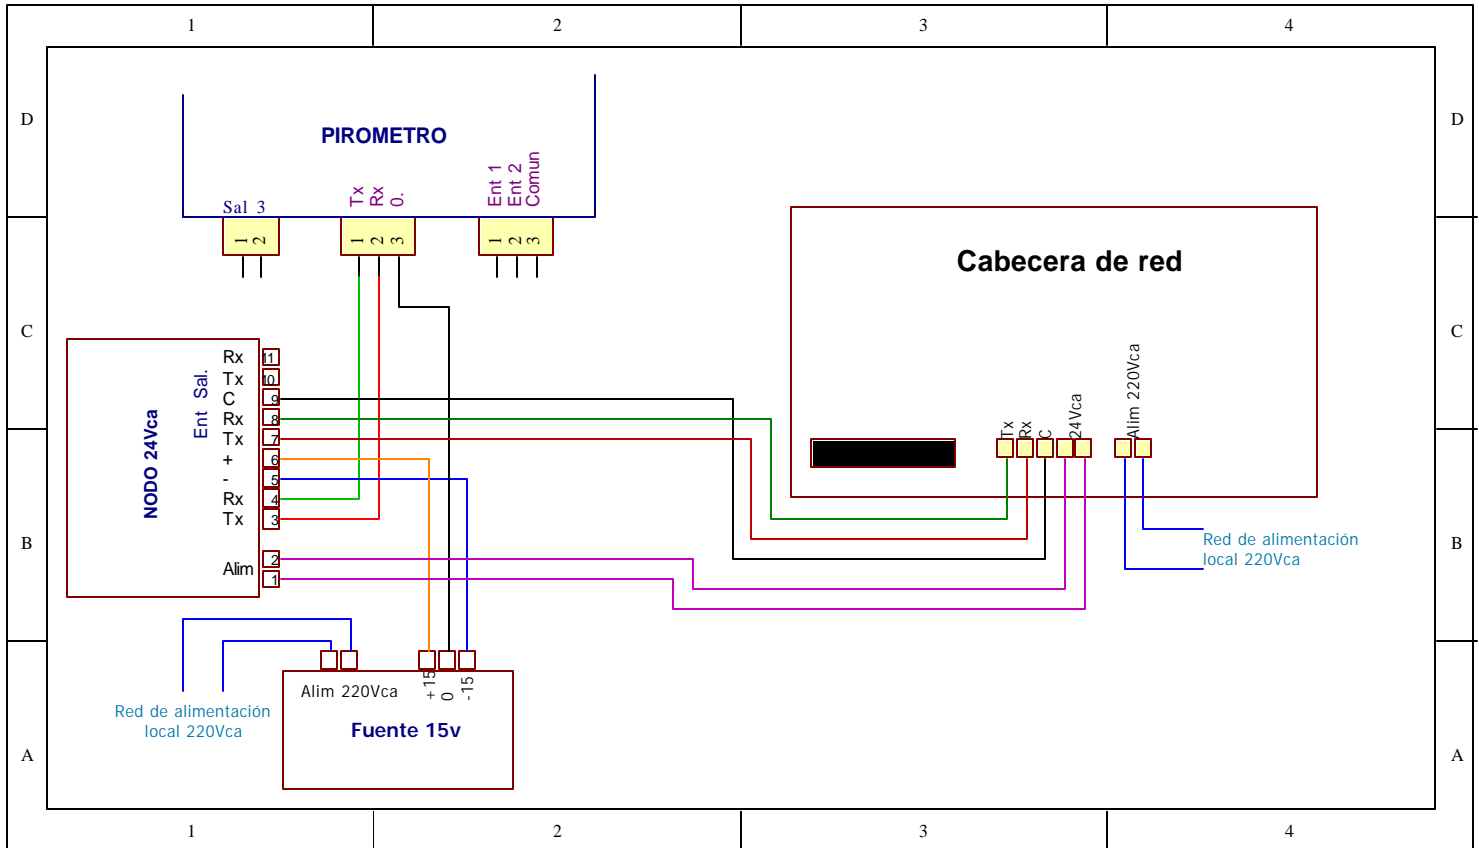 1 2 3 4
D D
PIROMETRO
Tx
Rx
0.
Ent 1
Ent 2
Comun
Sal 3
1
2
1
2
3
1
2
3
Cabecera de red
C C
NODO 24Vca
Ent Sal.
Rx 11
Tx 10
C 9
Rx 8
Tx 7
+ 6
- 5
Rx 4
Tx 3
2
Alim
1
Tx
Rx
C
24Vca
Alim 220Vca
B B
Red de alimentación
local 220Vca
Alim 220Vca
+15
0
-15
Fuente 15v
Red de alimentación
local 220Vca
A A
1 2 3 4